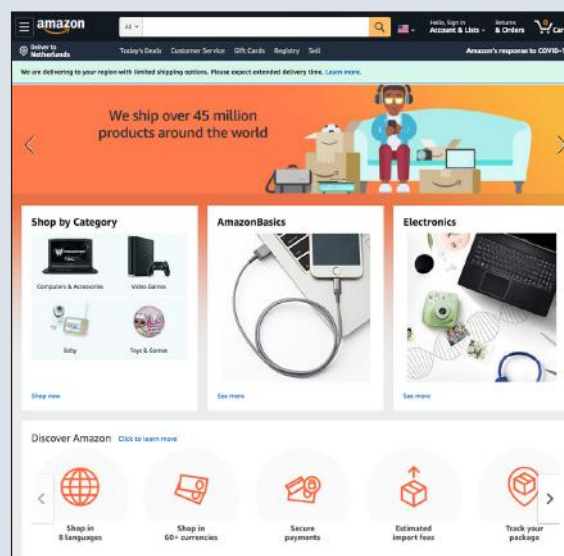 amazon
All
Hello, Sign in
Account & Lists
Returns
& Orders
0
Car
Deliver to
Netherlands
Today's Deals Customer Service Gift Cards Registry Sell
Amazon's response to COVID-1
We are delivering to your region with limited shipping options. Please expect extended delivery time. Learn more.
We ship over 45 million
products around the world
Shop by Category
Computers & Accessories
Video Games
Baby
Toys & Games
Shop now
AmazonBasics
See more
Electronics
See more
Discover Amazon Click to learn more
Shop in
8 languages
Shop in
60+ currencies
Secure
payments
Estimated
import fees
Track your
package